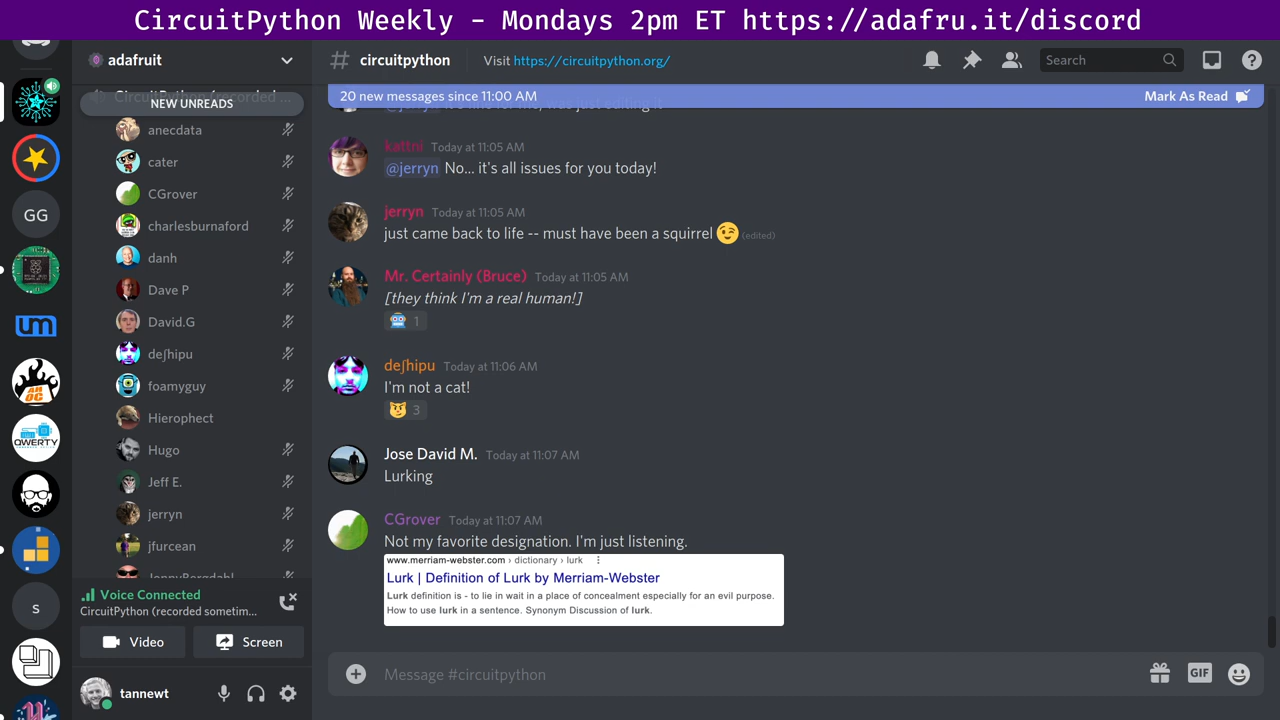 CircuitPython Weekly - Mondays 2pm ET https://adafru.it/discord
adafruit
NEW UNREADS
anecdata
cater
CGrover
charlesburnaford
danh
Dave P
David.G
deʃhipu
foamyguy
Hierophect
Hugo
Jeff E.
jerryn
jfurcean
Voice Connected
CircuitPython (recorded sometim...
Video
Screen
tannewt
GG
um
QWERTY
s
# circuitpython
Visit https://circuitpython.org/
Search
20 new messages since 11:00 AM
Mark As Read
kattni Today at 11:05 AM
@jerryn No... it's all issues for you today!
jerryn Today at 11:05 AM
just came back to life -- must have been a squirrel 😉 (edited)
Mr. Certainly (Bruce) Today at 11:05 AM
[they think I'm a real human!]
1
deʃhipu Today at 11:06 AM
I'm not a cat!
3
Jose David M. Today at 11:07 AM
Lurking
CGrover Today at 11:07 AM
Not my favorite designation. I'm just listening.
www.merriam-webster.com › dictionary › lurk
Lurk | Definition of Lurk by Merriam-Webster
Lurk definition is - to lie in wait in a place of concealment especially for an evil purpose.
How to use lurk in a sentence. Synonym Discussion of lurk.
Message #circuitpython
GIF